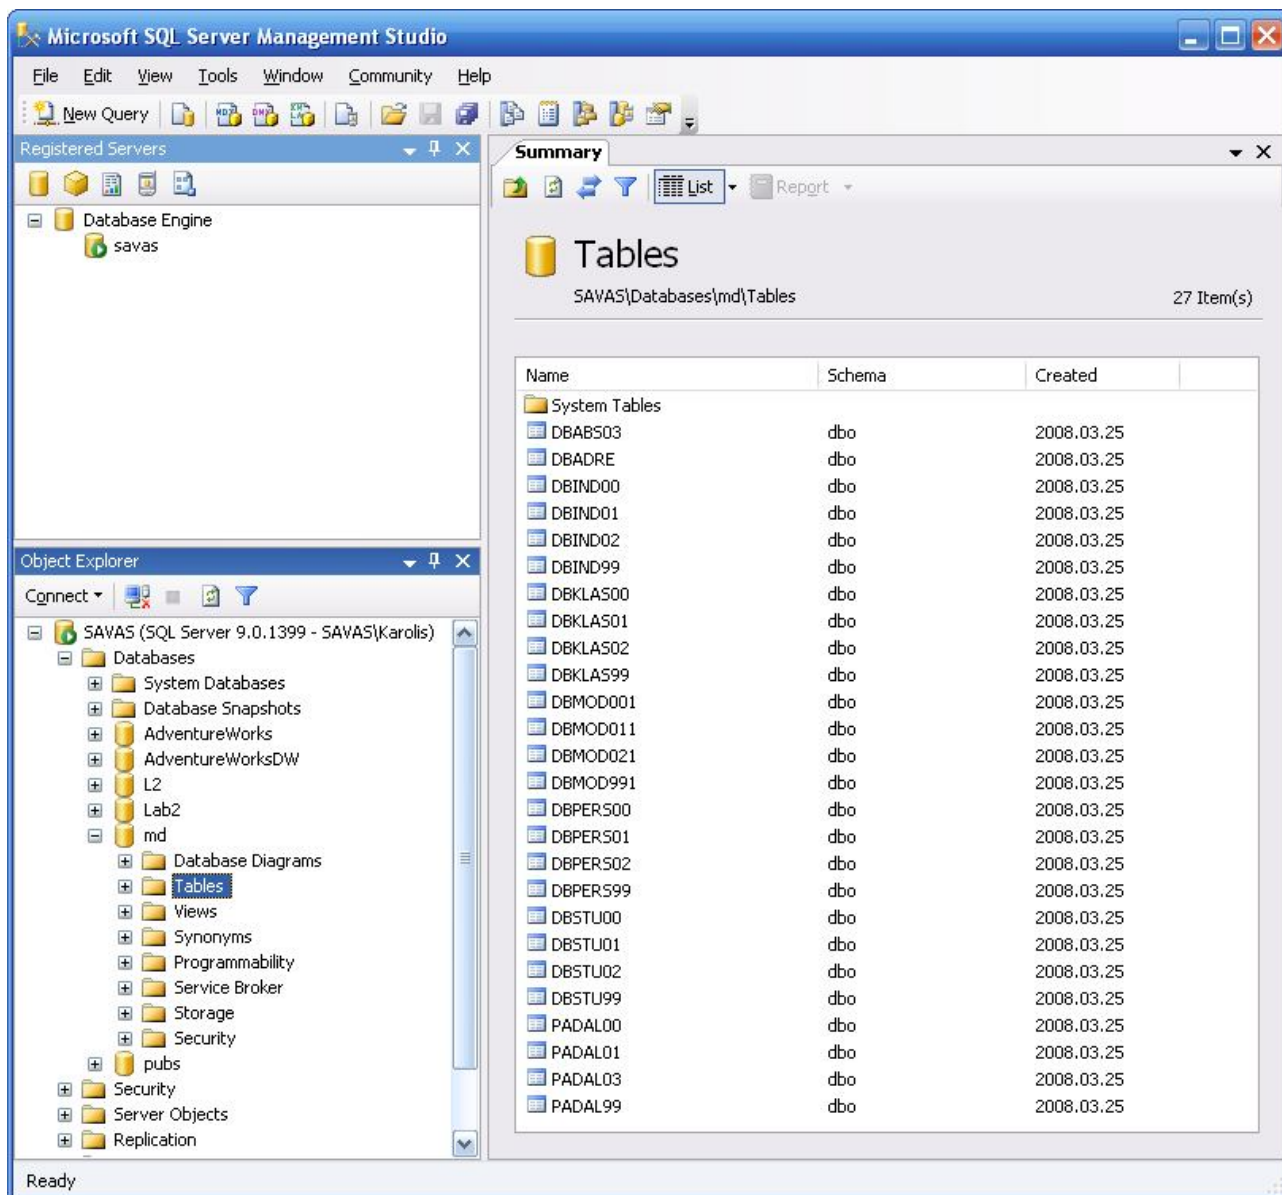 Microsoft SQL Server Management Studio
File Edit View Tools Window Community Help
New Query
Registered Servers
Database Engine
savas
Object Explorer
Connect
SAVAS (SQL Server 9.0.1399 - SAVAS\Karolis)
Databases
System Databases
Database Snapshots
AdventureWorks
AdventureWorksDW
L2
Lab2
md
Database Diagrams
Tables
Views
Synonyms
Programmability
Service Broker
Storage
Security
pubs
Security
Server Objects
Replication
Summary
List Report
Tables
SAVAS\Databases\md\Tables 27 Item(s)
Name Schema Created
System Tables
DBABS03 dbo 2008.03.25
DBADRE dbo 2008.03.25
DBIND00 dbo 2008.03.25
DBIND01 dbo 2008.03.25
DBIND02 dbo 2008.03.25
DBIND99 dbo 2008.03.25
DBKLAS00 dbo 2008.03.25
DBKLAS01 dbo 2008.03.25
DBKLAS02 dbo 2008.03.25
DBKLAS99 dbo 2008.03.25
DBMOD001 dbo 2008.03.25
DBMOD011 dbo 2008.03.25
DBMOD021 dbo 2008.03.25
DBMOD991 dbo 2008.03.25
DBPERS00 dbo 2008.03.25
DBPERS01 dbo 2008.03.25
DBPERS02 dbo 2008.03.25
DBPERS99 dbo 2008.03.25
DBSTU00 dbo 2008.03.25
DBSTU01 dbo 2008.03.25
DBSTU02 dbo 2008.03.25
DBSTU99 dbo 2008.03.25
PADAL00 dbo 2008.03.25
PADAL01 dbo 2008.03.25
PADAL03 dbo 2008.03.25
PADAL99 dbo 2008.03.25
Ready